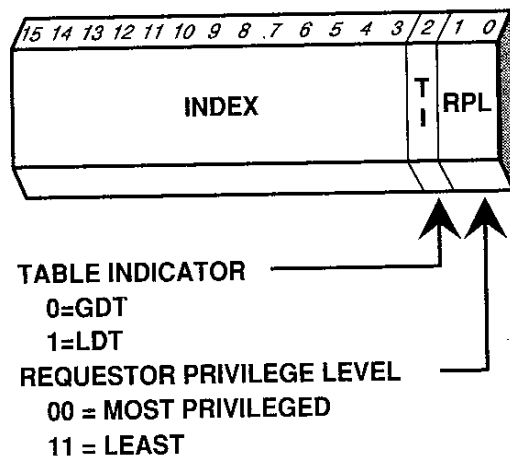 15 14 13 12 11 10 9 8 7 6 5 4 3 2 1 0
INDEX
TI
RPL
TABLE INDICATOR
0=GDT
1=LDT
REQUESTOR PRIVILEGE LEVEL
00 = MOST PRIVILEGED
11 = LEAST